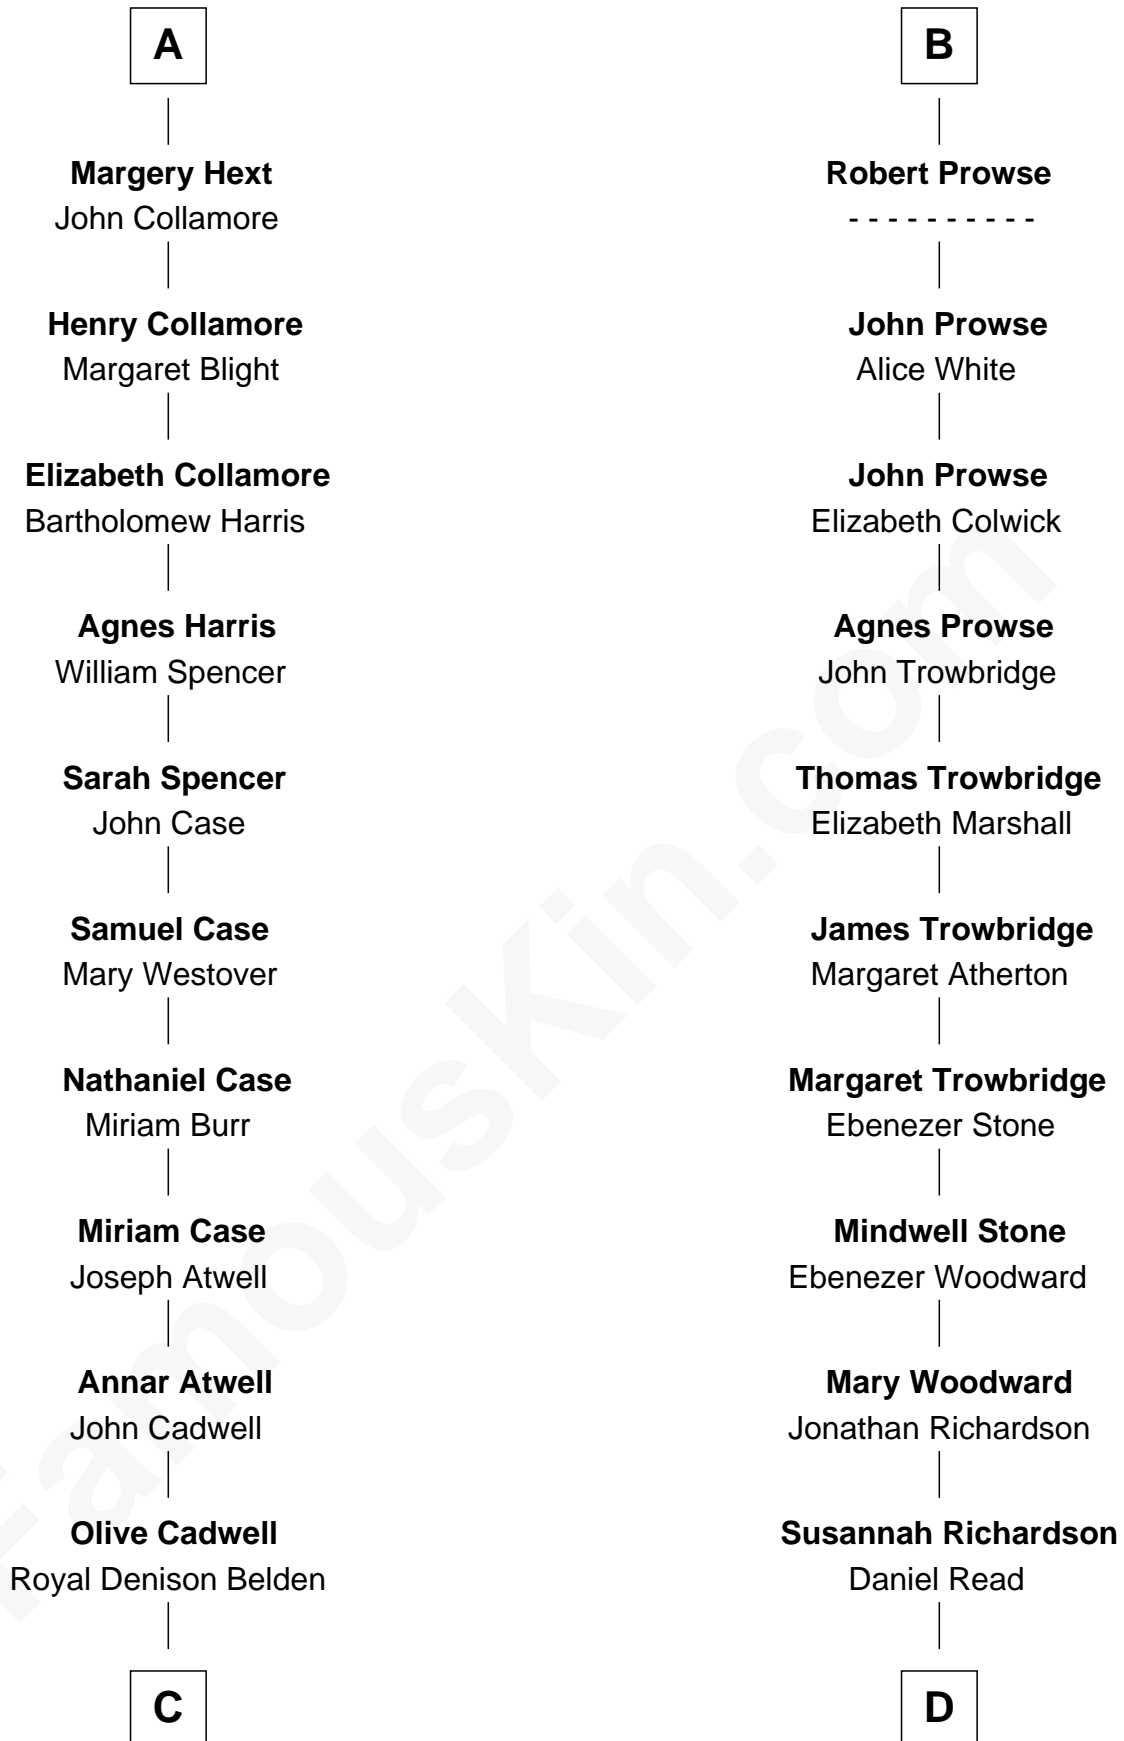 A
Margery Hext
John Collamore
Henry Collamore
Margaret Blight
Elizabeth Collamore
Bartholomew Harris
Agnes Harris
William Spencer
Sarah Spencer
John Case
Samuel Case
Mary Westover
Nathaniel Case
Miriam Burr
Miriam Case
Joseph Atwell
Annar Atwell
John Cadwell
Olive Cadwell
Royal Denison Belden
C
B
Robert Prowse
- - - - - - - - - -
John Prowse
Alice White
John Prowse
Elizabeth Colwick
Agnes Prowse
John Trowbridge
Thomas Trowbridge
Elizabeth Marshall
James Trowbridge
Margaret Atherton
Margaret Trowbridge
Ebenezer Stone
Mindwell Stone
Ebenezer Woodward
Mary Woodward
Jonathan Richardson
Susannah Richardson
Daniel Read
D
FamousKin.com